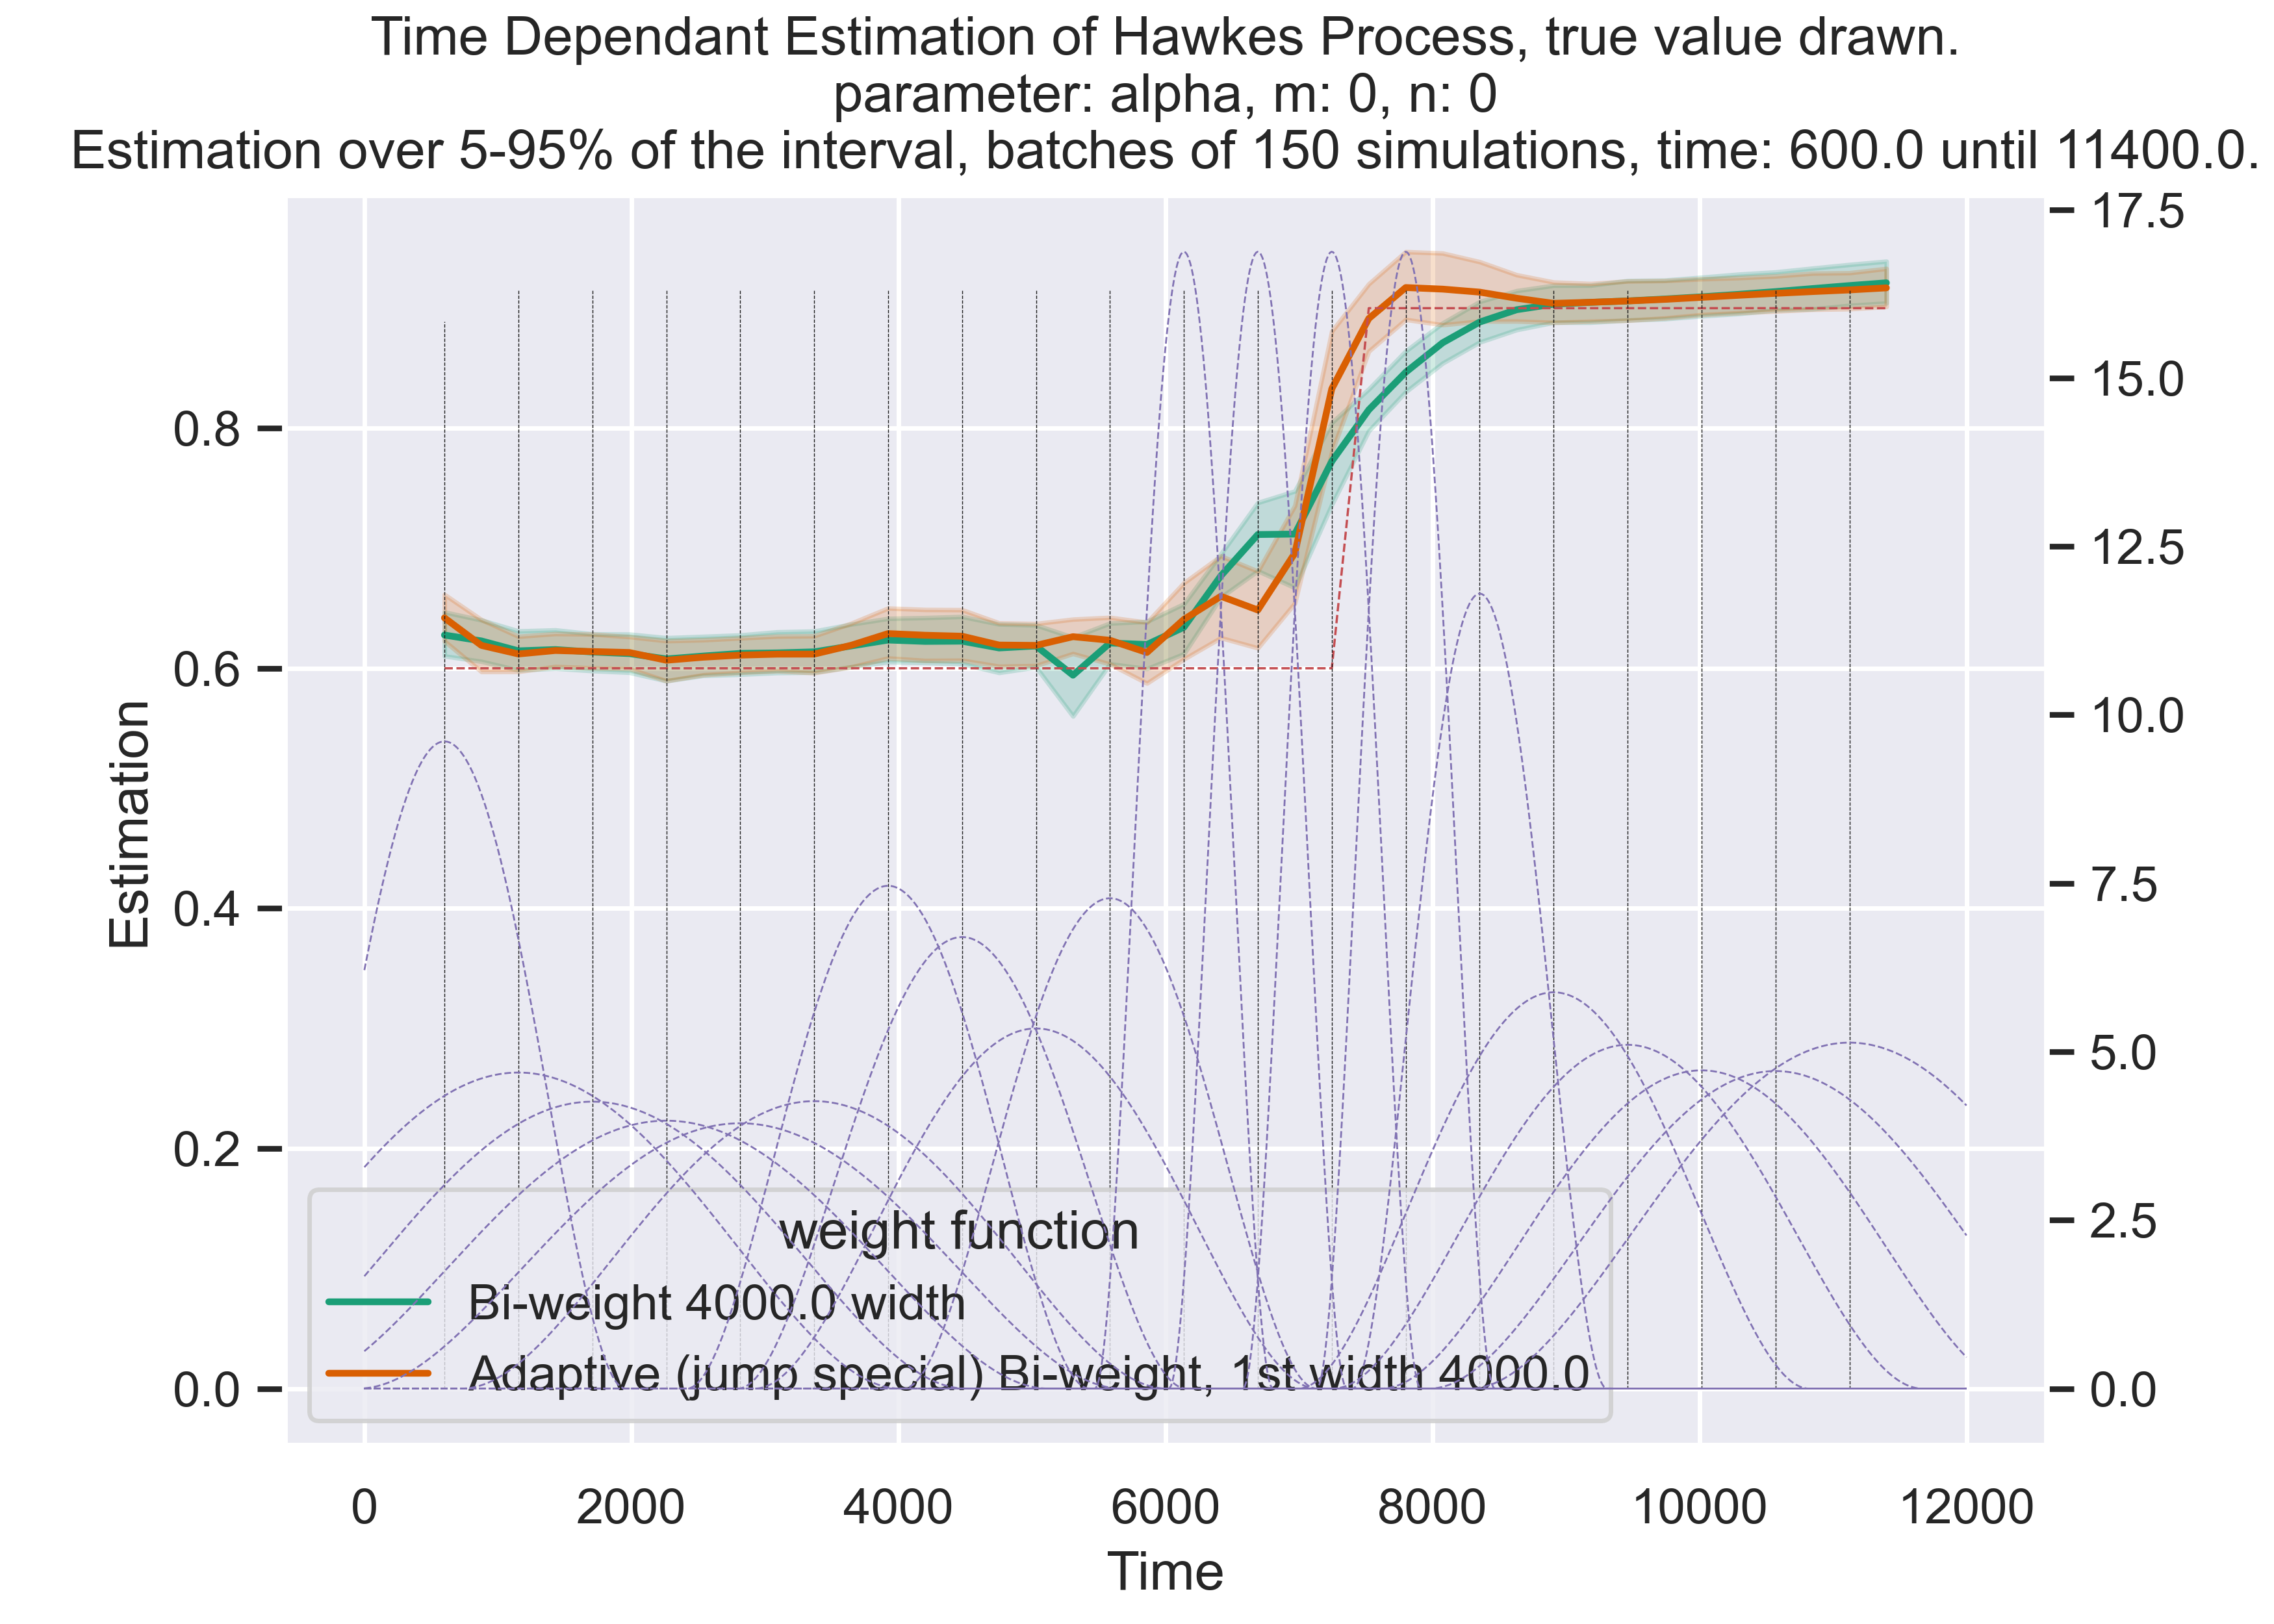 Time Dependant Estimation of Hawkes Process, true value drawn.
parameter: alpha, m: 0, n: 0
Estimation over 5-95% of the interval, batches of 150 simulations, time: 600.0 until 11400.0.
Estimation
0.8
0.6
0.4
0.2
0.0
17.5
15.0
12.5
10.0
7.5
5.0
2.5
0.0
weight function
Bi-weight 4000.0 width
Adaptive (jump special) Bi-weight, 1st width 4000.0
0 2000 4000 6000 8000 10000 12000
Time